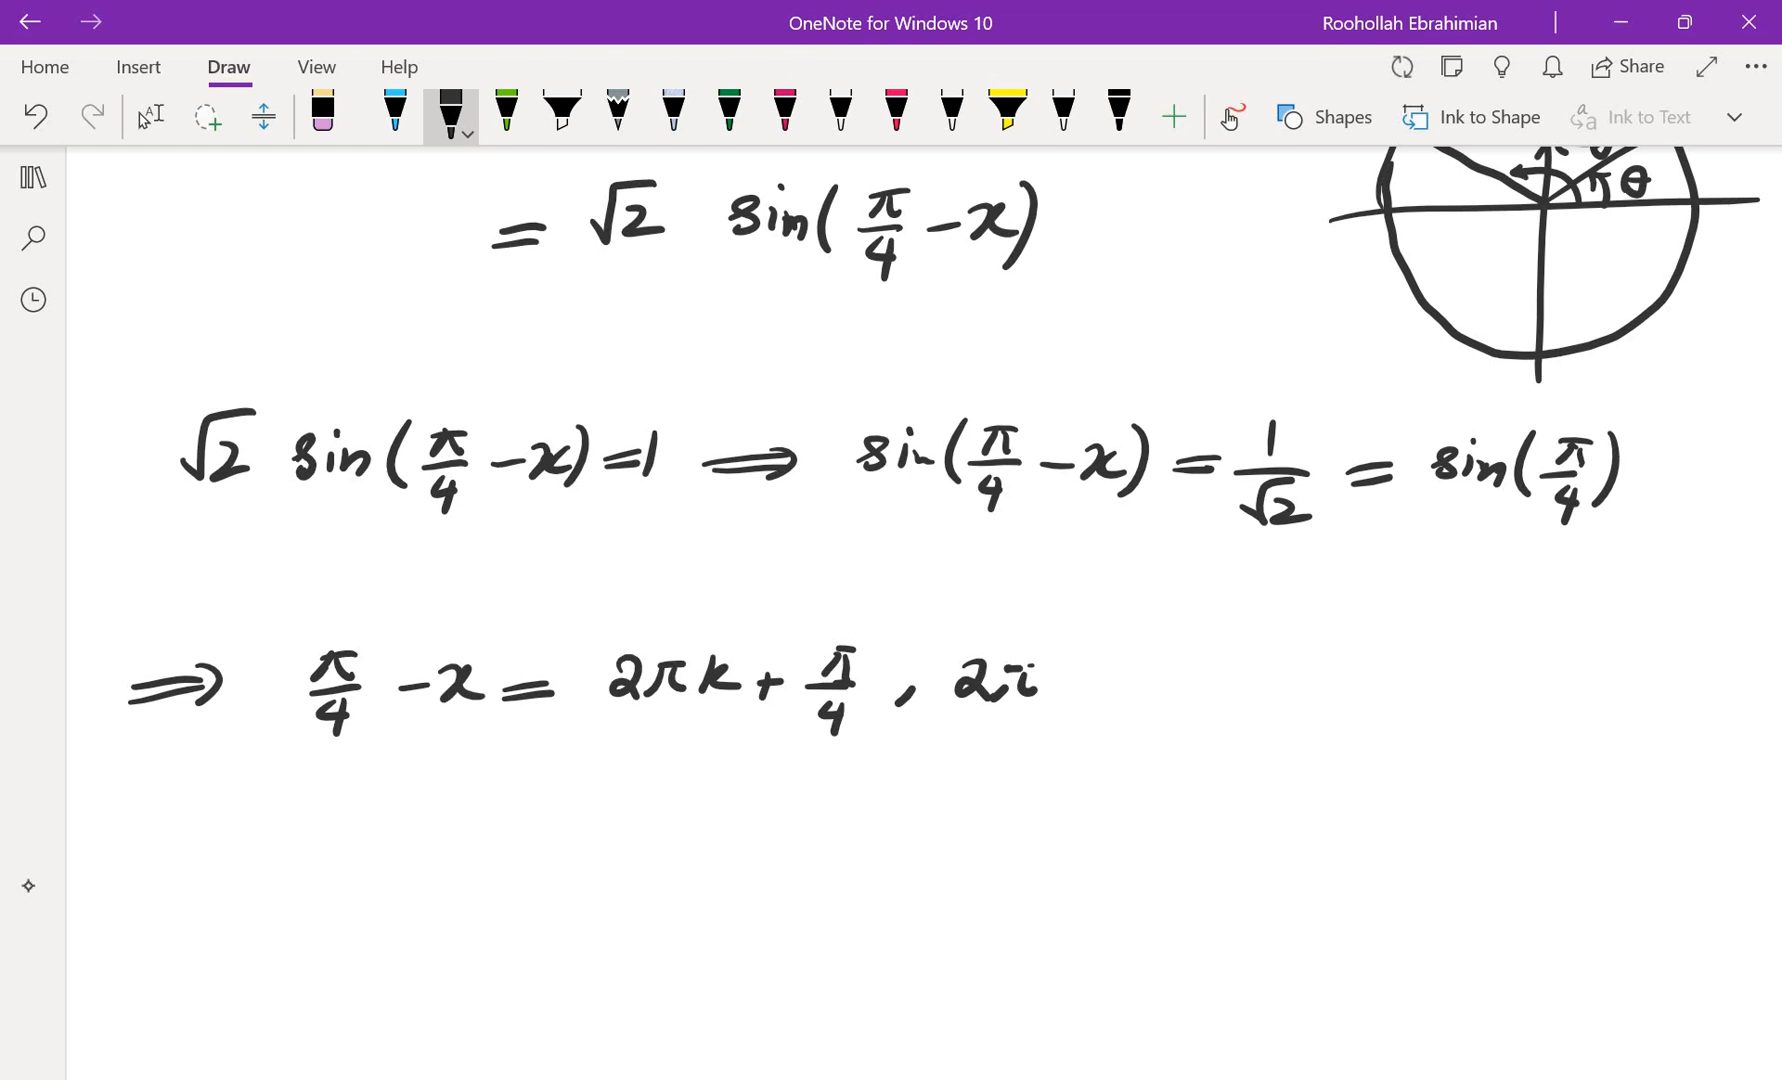 OneNote for Windows 10
Roohollah Ebrahimian
Home Insert Draw View Help
Share
Shapes Ink to Shape Ink to Text
= √2 sin(π/4 - x)
θ
√2 sin(π/4 - x) = 1 ⟹ sin(π/4 - x) = 1/√2 = sin(π/4)
⟹ π/4 - x = 2πk + π/4 , 2π